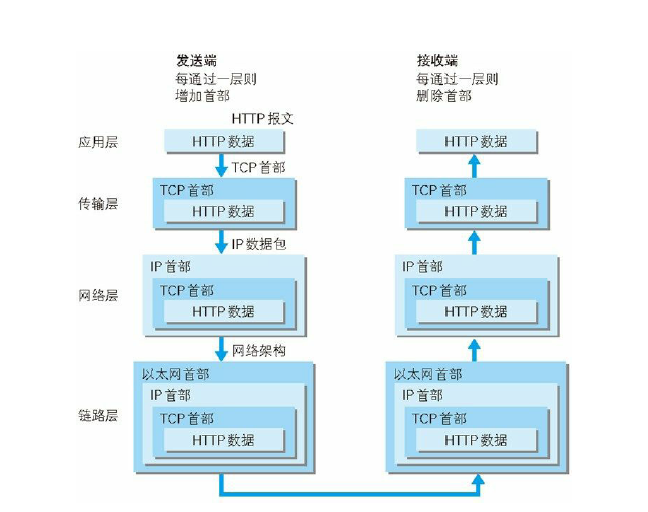 发送端
每通过一层则
增加首部
接收端
每通过一层则
删除首部
HTTP 报文
应用层
HTTP 数据
HTTP 数据
TCP 首部
传输层
TCP 首部
HTTP 数据
TCP 首部
HTTP 数据
IP 数据包
网络层
IP 首部
TCP 首部
HTTP 数据
IP 首部
TCP 首部
HTTP 数据
网络架构
链路层
以太网首部
IP 首部
TCP 首部
HTTP 数据
以太网首部
IP 首部
TCP 首部
HTTP 数据